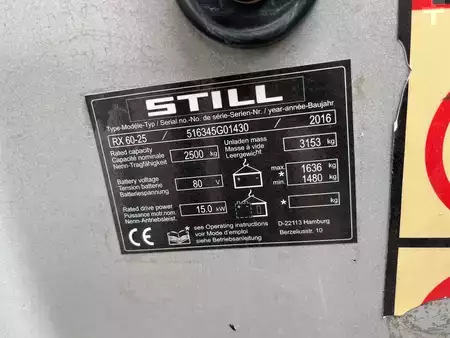 STILL
Type-Modèle-Typ / Serial no.-No. de série-Serien-Nr. / year-année-Baujahr
RX 60-25 / 516345G01430 / 2016
Rated capacity
Capacité nominale
Nenn-Tragfähigkeit
2500 kg
Unladen mass
Masse à vide
Leergewicht
3153 kg
Battery voltage
Tension batterie
Batteriespannung
80 V
max. 1636
* min. 1480 * kg
Rated drive power
Puissance mot.nom.
Nenn-Antriebsleist.
15.0 kW
CE
* see Operating instructions
voir Mode d'emploi
siehe Betriebsanleitung
D-22113 Hamburg
Berzeliusstr. 10